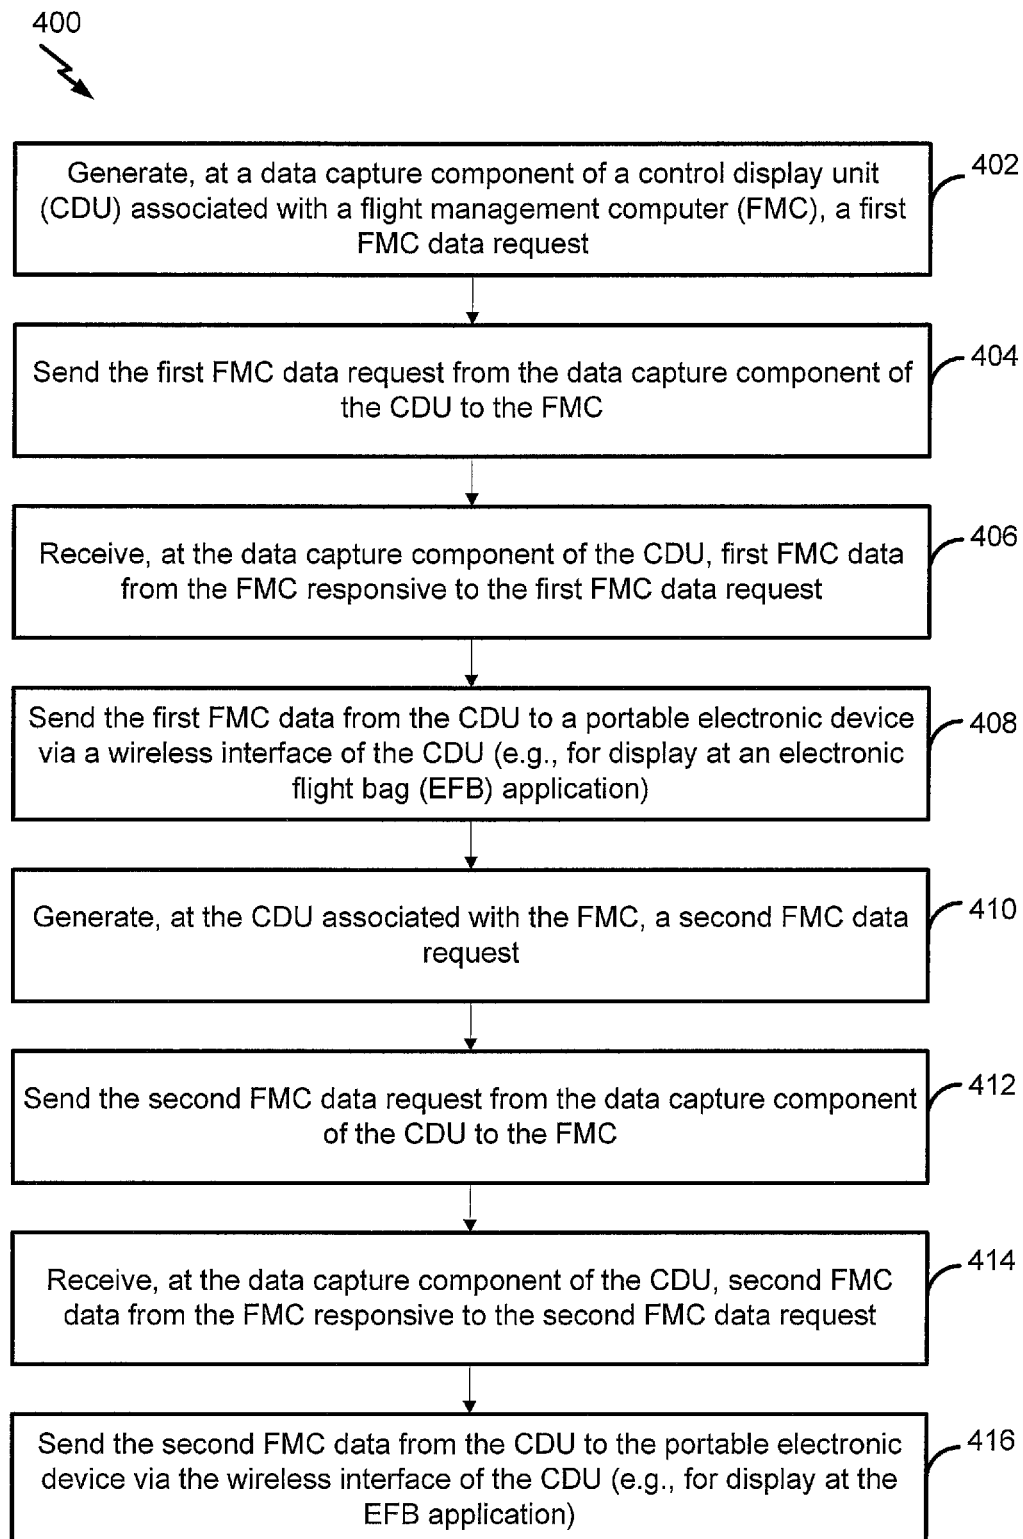 400
Generate, at a data capture component of a control display unit
(CDU) associated with a flight management computer (FMC), a first
FMC data request
402
Send the first FMC data request from the data capture component of
the CDU to the FMC
404
Receive, at the data capture component of the CDU, first FMC data
from the FMC responsive to the first FMC data request
406
Send the first FMC data from the CDU to a portable electronic device
via a wireless interface of the CDU (e.g., for display at an electronic
flight bag (EFB) application)
408
Generate, at the CDU associated with the FMC, a second FMC data
request
410
Send the second FMC data request from the data capture component
of the CDU to the FMC
412
Receive, at the data capture component of the CDU, second FMC
data from the FMC responsive to the second FMC data request
414
Send the second FMC data from the CDU to the portable electronic
device via the wireless interface of the CDU (e.g., for display at the
EFB application)
416